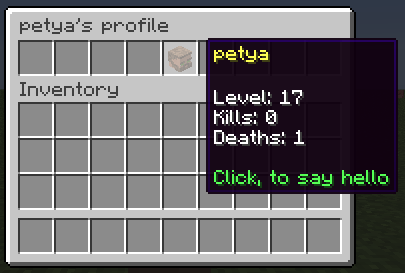 petya's profile
petya
Inventory
Level: 17
Kills: 0
Deaths: 1
Click, to say hello